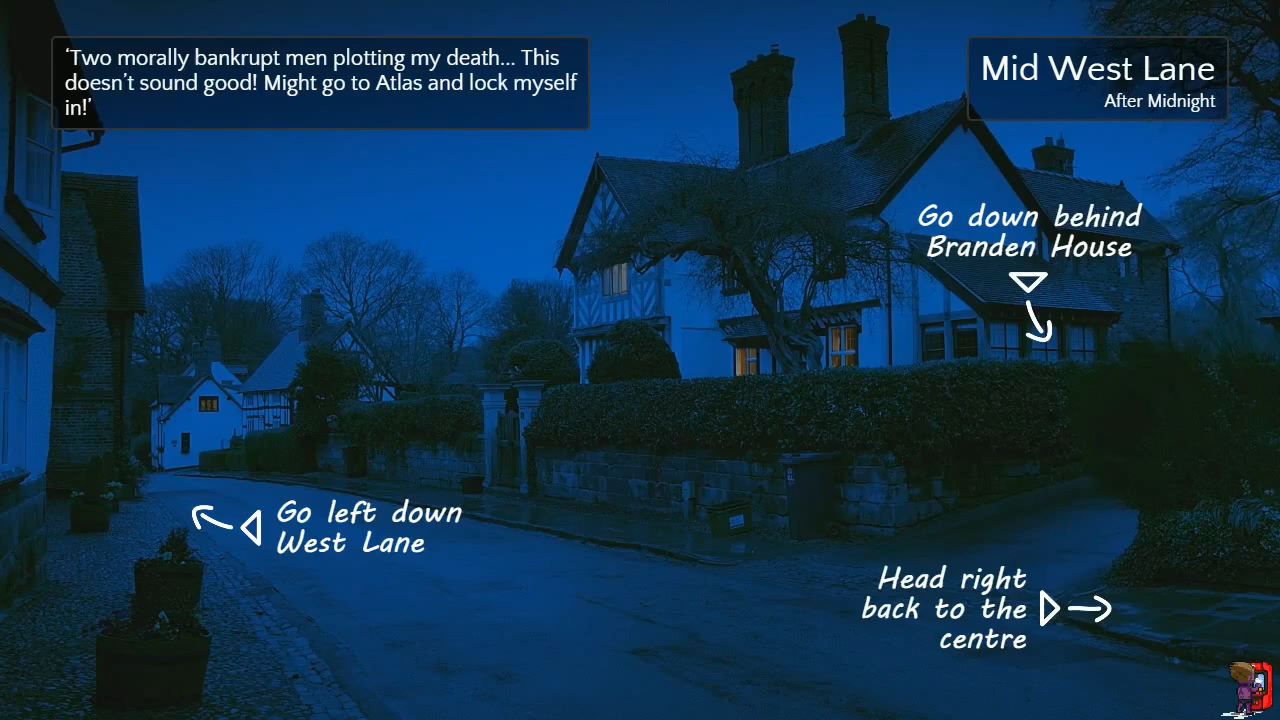 ‘Two morally bankrupt men plotting my death... This
doesn’t sound good! Might go to Atlas and lock myself
in!’
Mid West Lane
After Midnight
Go down behind
Branden House
Go left down
West Lane
Head right
back to the
centre